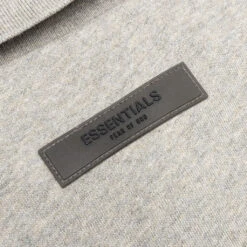 ESSENTIALS
FEAR OF GOD